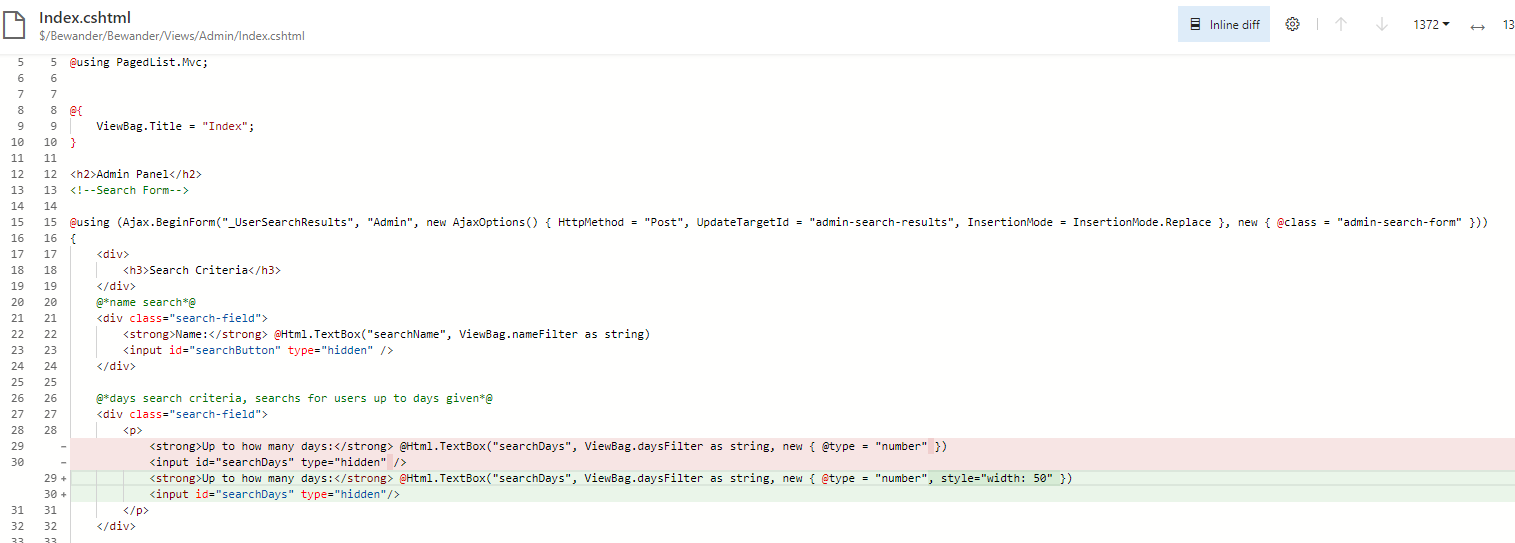 Index.cshtml
$/Bewander/Bewander/Views/Admin/Index.cshtml
Inline diff
1372
13
5 5 @using PagedList.Mvc;
6 6
7 7
8 8 @{
9 9 ViewBag.Title = "Index";
10 10 }
11 11
12 12 <h2>Admin Panel</h2>
13 13 <!--Search Form-->
14 14
15 15 @using (Ajax.BeginForm("_UserSearchResults", "Admin", new AjaxOptions() { HttpMethod = "Post", UpdateTargetId = "admin-search-results", InsertionMode = InsertionMode.Replace }, new { @class = "admin-search-form" }))
16 16 {
17 17 <div>
18 18 <h3>Search Criteria</h3>
19 19 </div>
20 20 @*name search*@
21 21 <div class="search-field">
22 22 <strong>Name:</strong> @Html.TextBox("searchName", ViewBag.nameFilter as string)
23 23 <input id="searchButton" type="hidden" />
24 24 </div>
25 25
26 26 @*days search criteria, searchs for users up to days given*@
27 27 <div class="search-field">
28 28 <p>
29 - <strong>Up to how many days:</strong> @Html.TextBox("searchDays", ViewBag.daysFilter as string, new { @type = "number" })
30 - <input id="searchDays" type="hidden" />
29 + <strong>Up to how many days:</strong> @Html.TextBox("searchDays", ViewBag.daysFilter as string, new { @type = "number", style="width: 50" })
30 + <input id="searchDays" type="hidden"/>
31 31 </p>
32 32 </div>
33 33